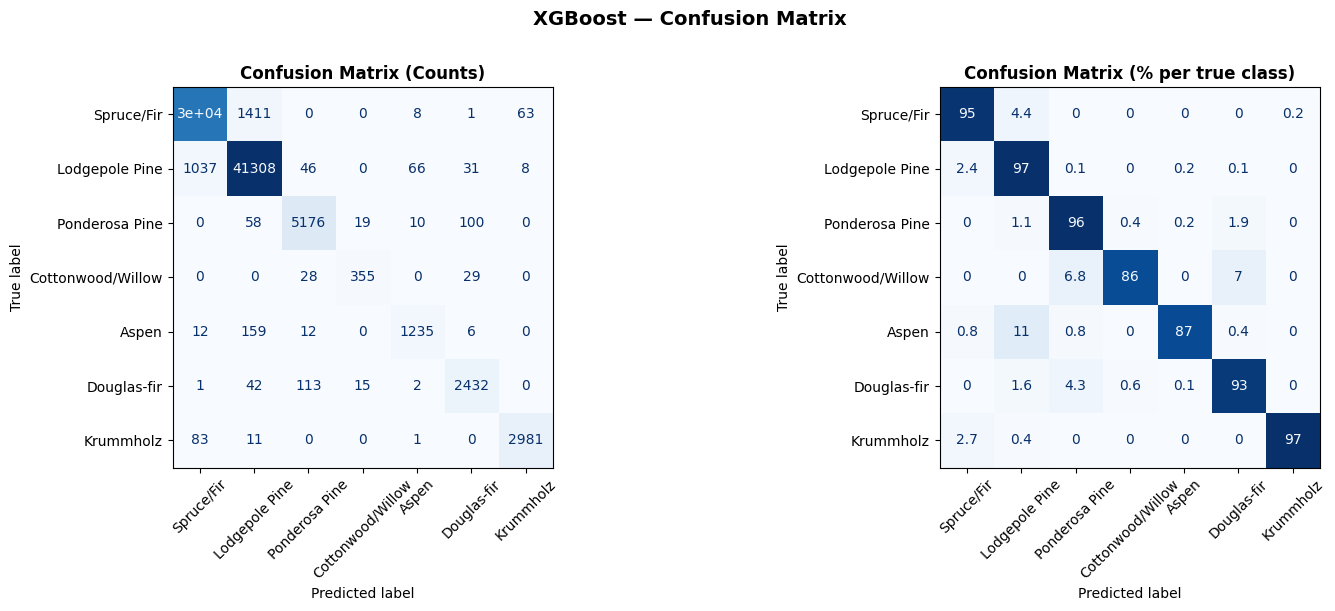 XGBoost — Confusion Matrix
Confusion Matrix (Counts)
Spruce/Fir 3e+04 1411 0 0 8 1 63
Lodgepole Pine 1037 41308 46 0 66 31 8
Ponderosa Pine 0 58 5176 19 10 100 0
Cottonwood/Willow 0 0 28 355 0 29 0
Aspen 12 159 12 0 1235 6 0
Douglas-fir 1 42 113 15 2 2432 0
Krummholz 83 11 0 0 1 0 2981
True label
Spruce/Fir Lodgepole Pine Ponderosa Pine Cottonwood/Willow Aspen Douglas-fir Krummholz
Predicted label
Confusion Matrix (% per true class)
Spruce/Fir 95 4.4 0 0 0 0 0.2
Lodgepole Pine 2.4 97 0.1 0 0.2 0.1 0
Ponderosa Pine 0 1.1 96 0.4 0.2 1.9 0
Cottonwood/Willow 0 0 6.8 86 0 7 0
Aspen 0.8 11 0.8 0 87 0.4 0
Douglas-fir 0 1.6 4.3 0.6 0.1 93 0
Krummholz 2.7 0.4 0 0 0 0 97
True label
Spruce/Fir Lodgepole Pine Ponderosa Pine Cottonwood/Willow Aspen Douglas-fir Krummholz
Predicted label